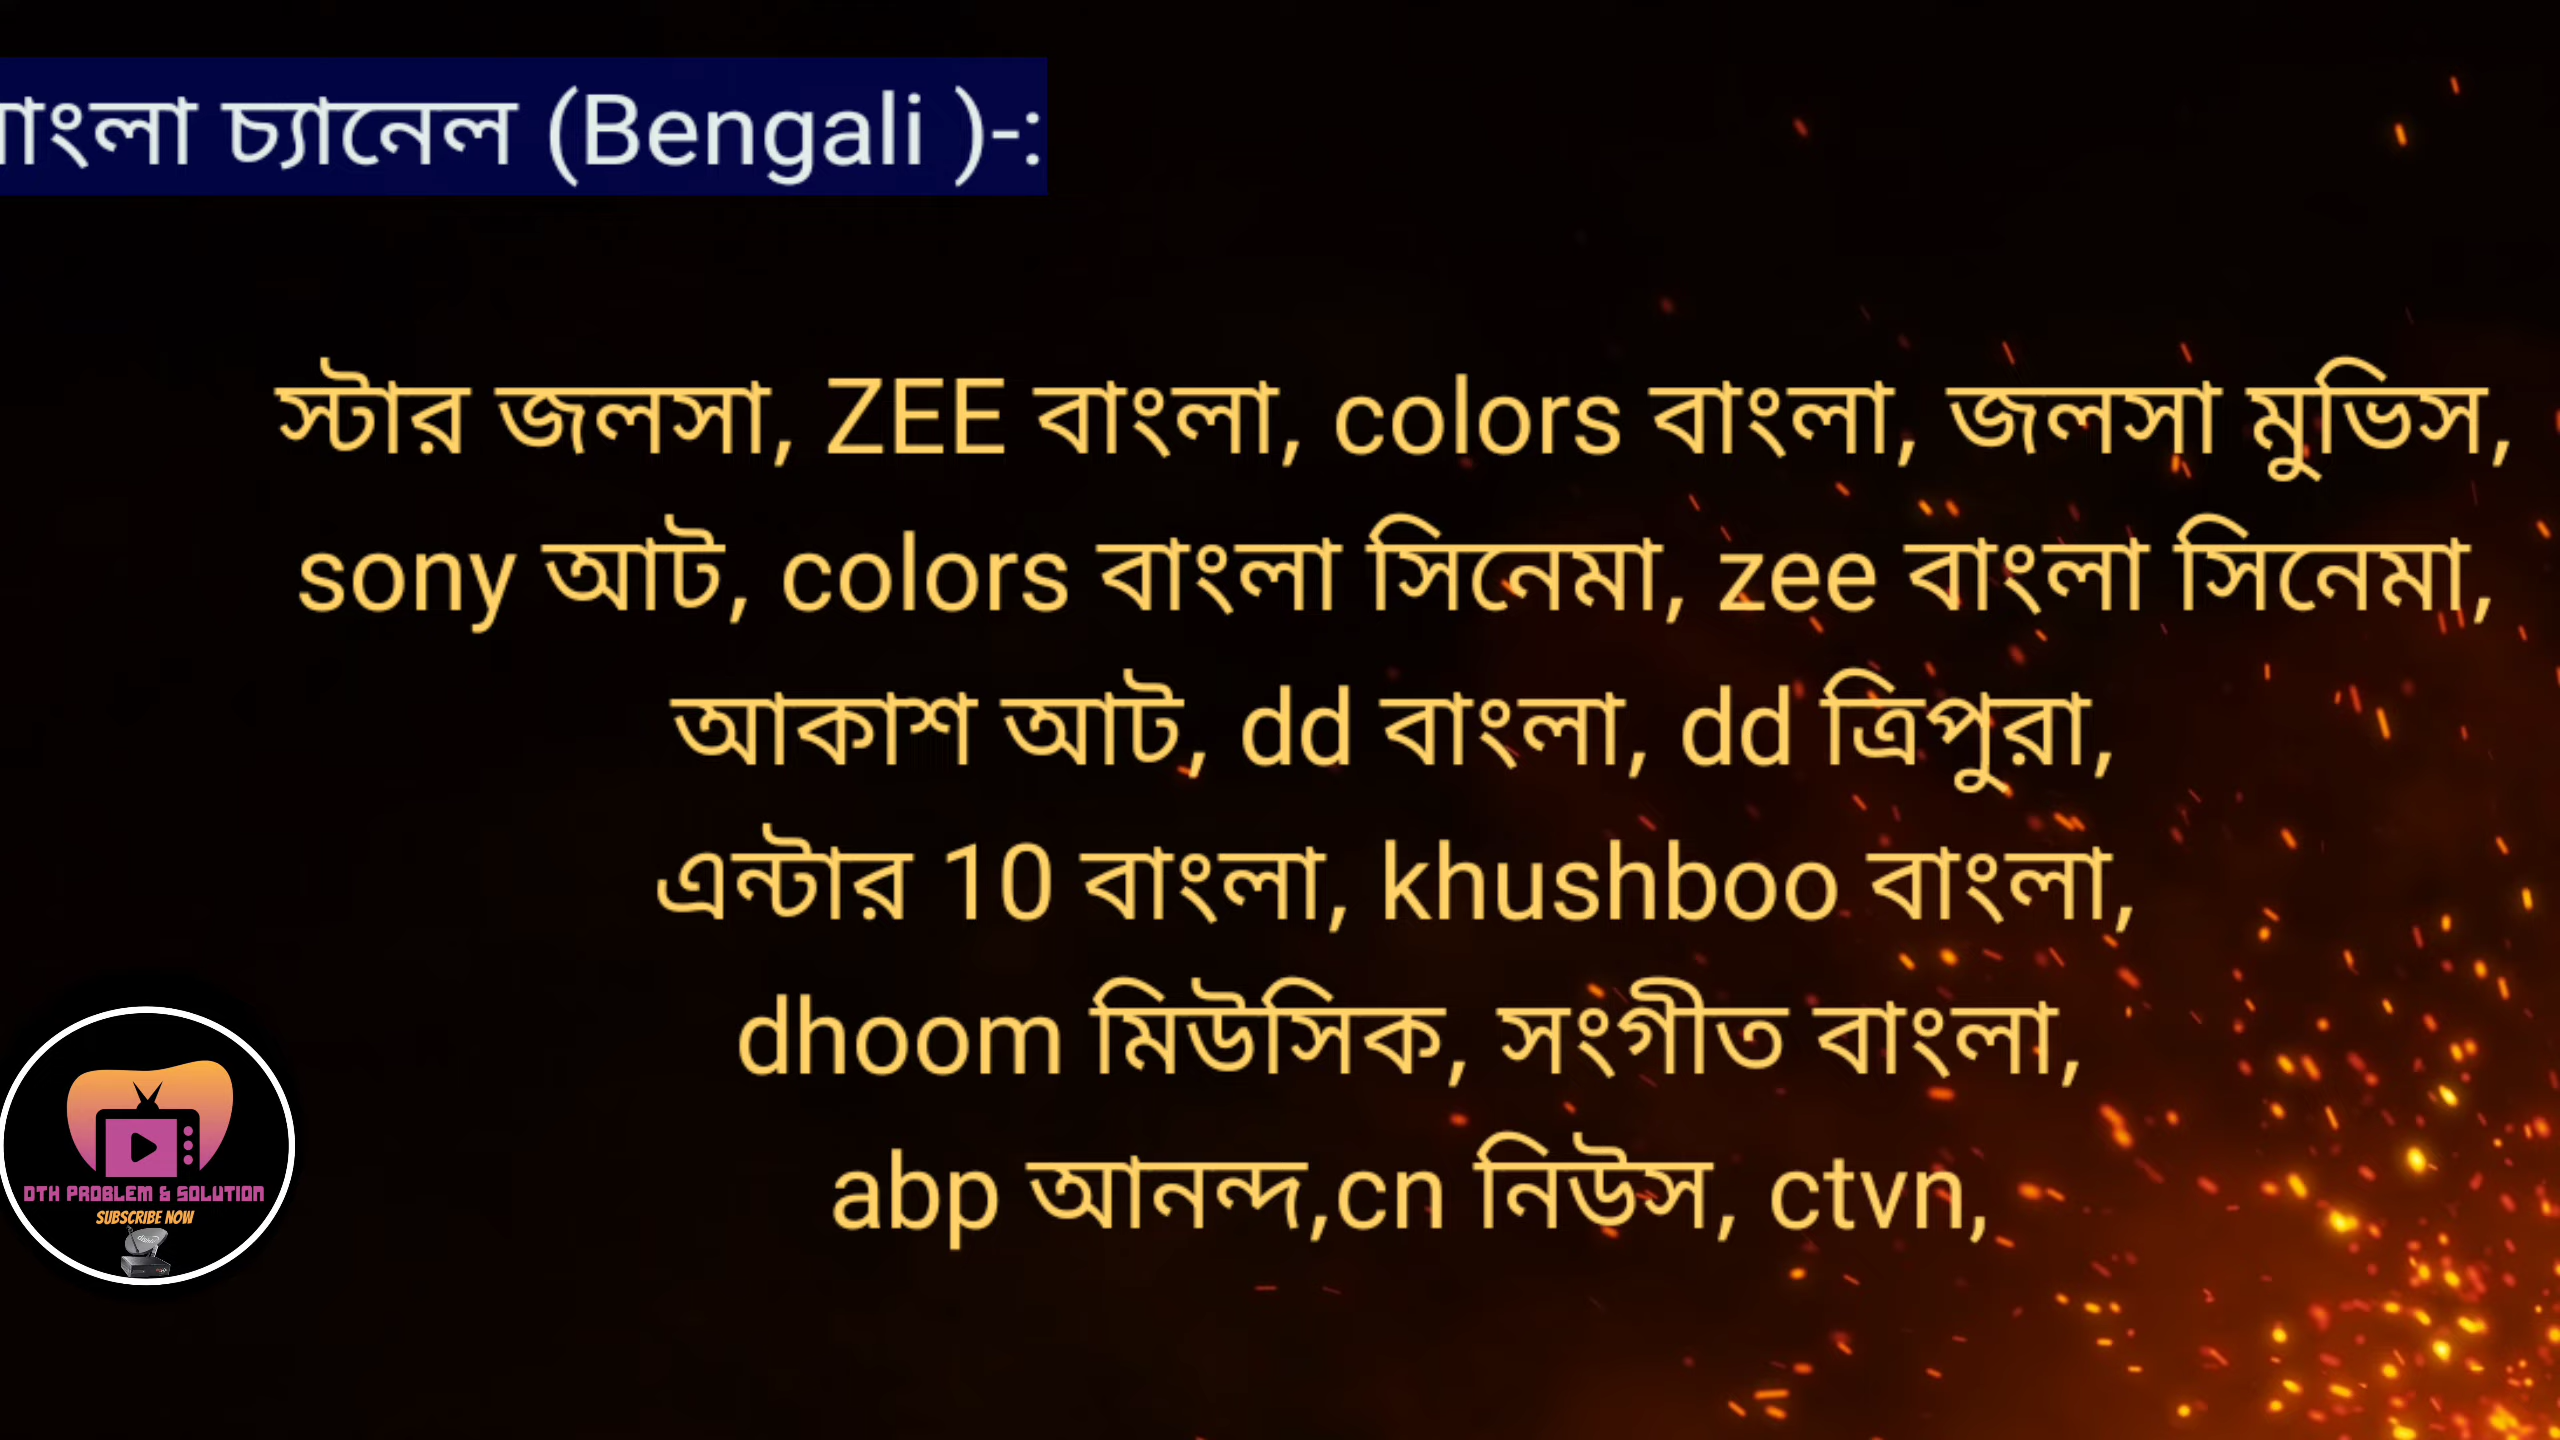 বাংলা চ্যানেল (Bengali )-:
স্টার জলসা, ZEE বাংলা, colors বাংলা, জলসা মুভিস,
sony আট, colors বাংলা সিনেমা, zee বাংলা সিনেমা,
আকাশ আট, dd বাংলা, dd ত্রিপুরা,
এন্টার 10 বাংলা, khushboo বাংলা,
dhoom মিউসিক, সংগীত বাংলা,
abp আনন্দ,cn নিউস, ctvn,
DTH PROBLEM & SOLUTION
SUBSCRIBE NOW